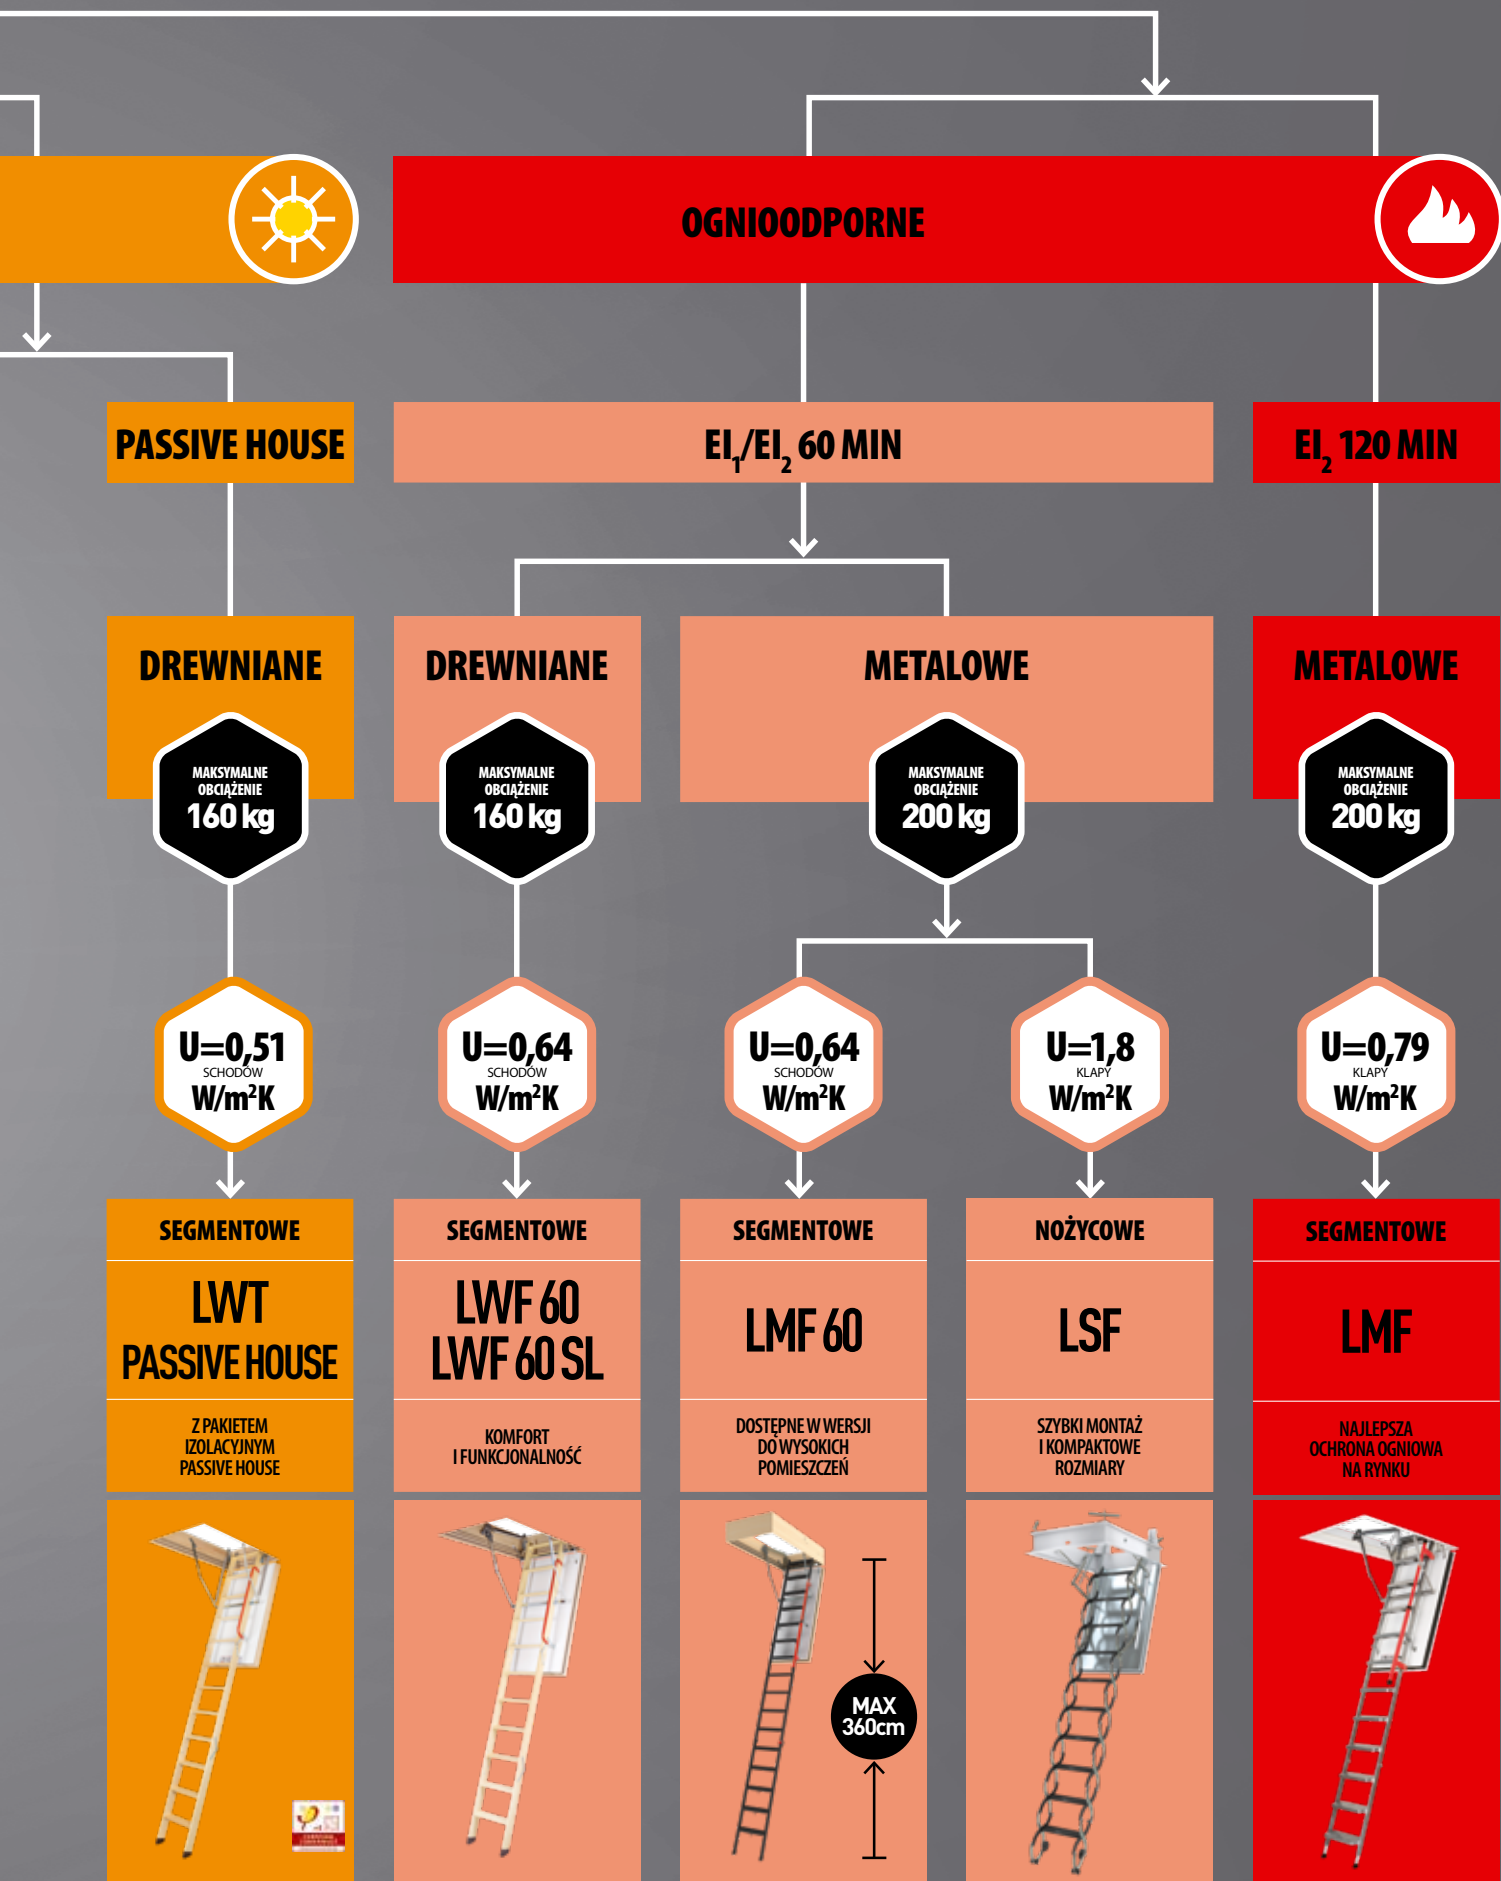 OGNIOODPORNE
PASSIVE HOUSE
EI₁/EI₂ 60 MIN
EI₂ 120 MIN
DREWNIANE
MAKSYMALNE
OBCIĄŻENIE
160 kg
DREWNIANE
MAKSYMALNE
OBCIĄŻENIE
160 kg
METALOWE
MAKSYMALNE
OBCIĄŻENIE
200 kg
METALOWE
MAKSYMALNE
OBCIĄŻENIE
200 kg
U=0,51
SCHODÓW
W/m²K
U=0,64
SCHODÓW
W/m²K
U=0,64
SCHODÓW
W/m²K
U=1,8
KLAPY
W/m²K
U=0,79
KLAPY
W/m²K
SEGMENTOWE
LWT
PASSIVE HOUSE
Z PAKIETEM
IZOLACYJNYM
PASSIVE HOUSE
SEGMENTOWE
LWF 60
LWF 60 SL
KOMFORT
I FUNKCJONALNOŚĆ
SEGMENTOWE
LMF 60
DOSTĘPNE W WERSJI
DO WYSOKICH
POMIESZCZEŃ
NOŻYCOWE
LSF
SZYBKI MONTAŻ
I KOMPAKTOWE
ROZMIARY
SEGMENTOWE
LMF
NAJLEPSZA
OCHRONA OGNIOWA
NA RYNKU
MAX
360cm